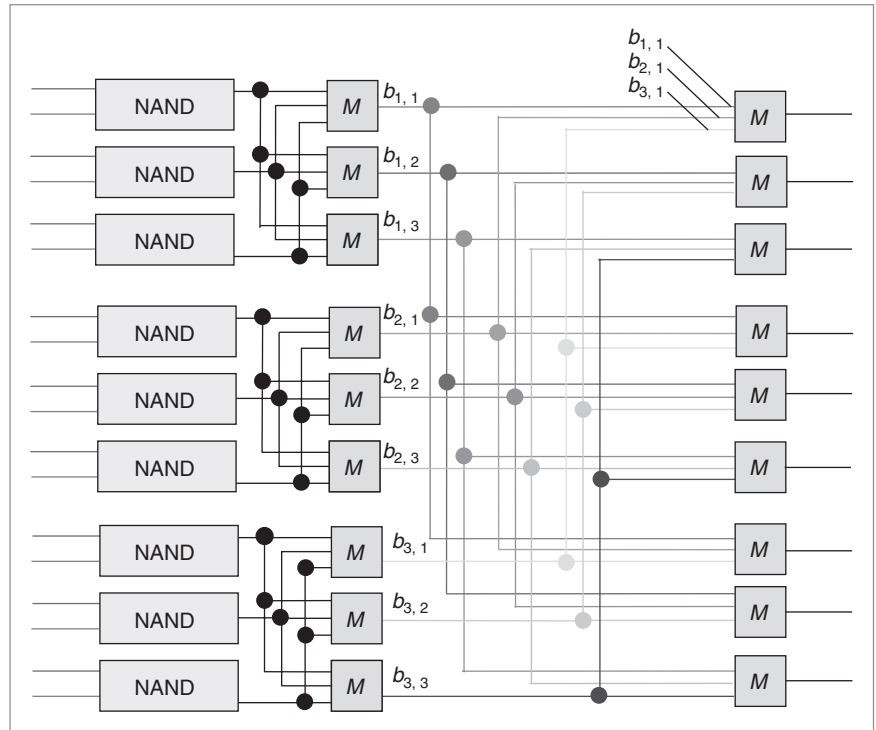 b1, 1
b2, 1
b3, 1
NAND
M
b1, 1
M
NAND
M
b1, 2
M
NAND
M
b1, 3
M
NAND
M
b2, 1
M
NAND
M
b2, 2
M
NAND
M
b2, 3
M
NAND
M
b3, 1
M
NAND
M
b3, 2
M
NAND
M
b3, 3
M